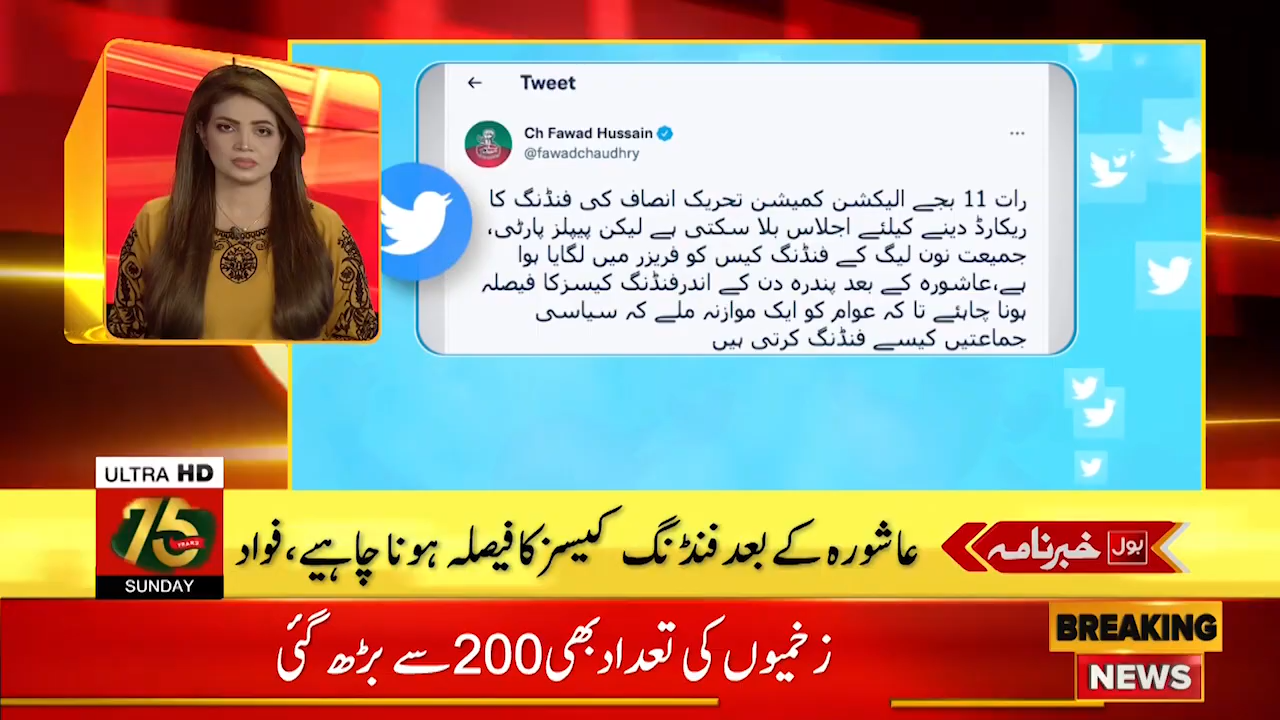 Tweet
Ch Fawad Hussain
@fawadchaudhry
رات 11 بجے الیکشن کمیشن تحریک انصاف کی فنڈنگ کا
ریکارڈ دینے کیلئے اجلاس بلا سکتی ہے لیکن پیپلز پارٹی،
جمیعت نون لیگ کے فنڈنگ کیس کو فریزر میں لگایا ہوا
ہے،عاشورہ کے بعد پندرہ دن کے اندرفنڈنگ کیسزکا فیصلہ
ہونا چاہئے تا کہ عوام کو ایک موازنہ ملے کہ سیاسی
جماعتیں کیسے فنڈنگ کرتی ہیں
ULTRA HD
75
YEARS
SUNDAY
بول خبرنامہ
عاشورہ کے بعد فنڈنگ کیسز کا فیصلہ ہونا چاہیے، فواد
BREAKING
NEWS
زخمیوں کی تعداد بھی 200 سے بڑھ گئی